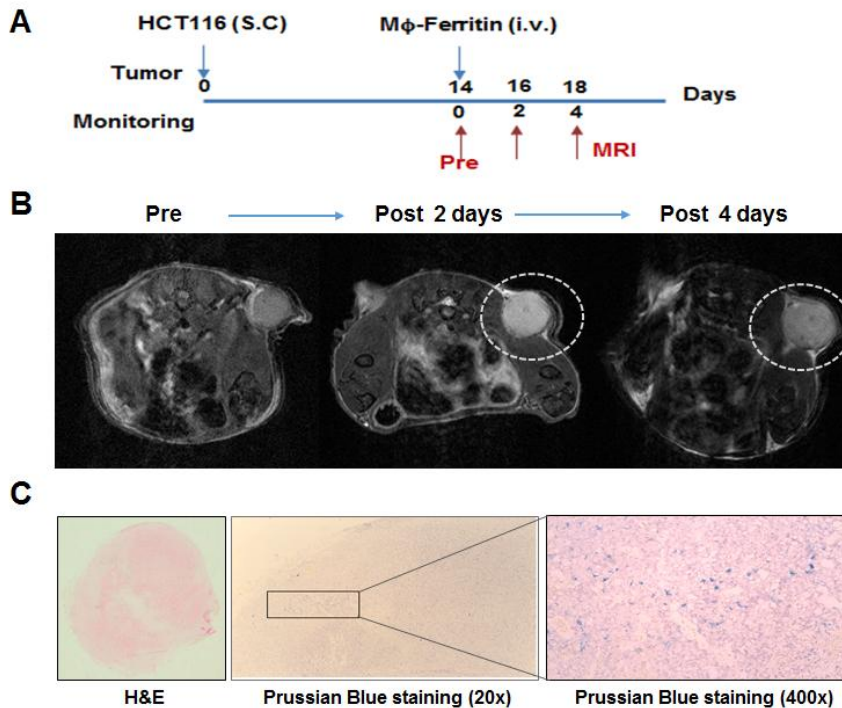 A
HCT116 (S.C)
Mϕ-Ferritin (i.v.)
Tumor
0
14
16
18
Days
Monitoring
0
2
4
Pre
MRI
B
Pre
Post 2 days
Post 4 days
C
H&E
Prussian Blue staining (20x)
Prussian Blue staining (400x)